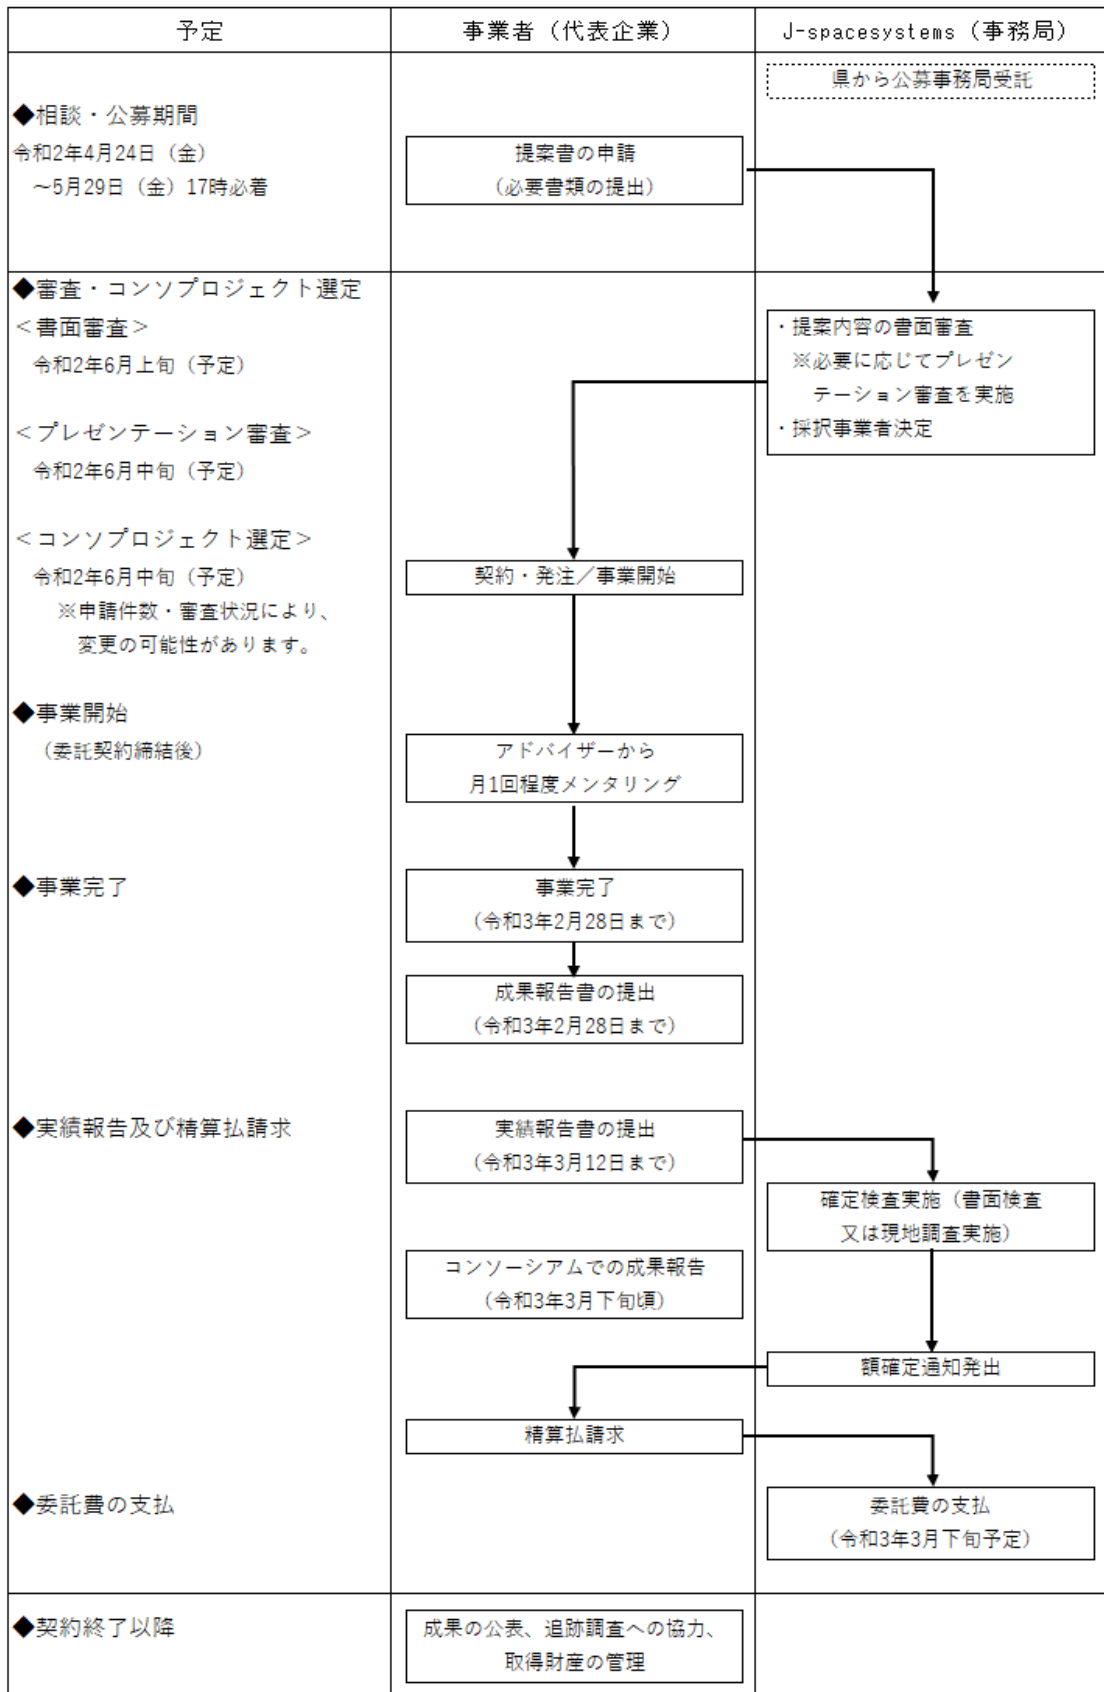 予定
事業者（代表企業）
J-spacesystems（事務局）
県から公募事務局受託
◆相談・公募期間
令和2年4月24日（金）
～5月29日（金）17時必着
提案書の申請
（必要書類の提出）
◆審査・コンソプロジェクト選定
＜書面審査＞
令和2年6月上旬（予定）
＜プレゼンテーション審査＞
令和2年6月中旬（予定）
＜コンソプロジェクト選定＞
令和2年6月中旬（予定）
※申請件数・審査状況により、
変更の可能性があります。
・提案内容の書面審査
※必要に応じてプレゼン
テーション審査を実施
・採択事業者決定
契約・発注／事業開始
◆事業開始
（委託契約締結後）
アドバイザーから
月1回程度メンタリング
◆事業完了
事業完了
（令和3年2月28日まで）
成果報告書の提出
（令和3年2月28日まで）
◆実績報告及び精算払請求
実績報告書の提出
（令和3年3月12日まで）
確定検査実施（書面検査
又は現地調査実施）
コンソーシアムでの成果報告
（令和3年3月下旬頃）
額確定通知発出
精算払請求
◆委託費の支払
委託費の支払
（令和3年3月下旬予定）
◆契約終了以降
成果の公表、追跡調査への協力、
取得財産の管理